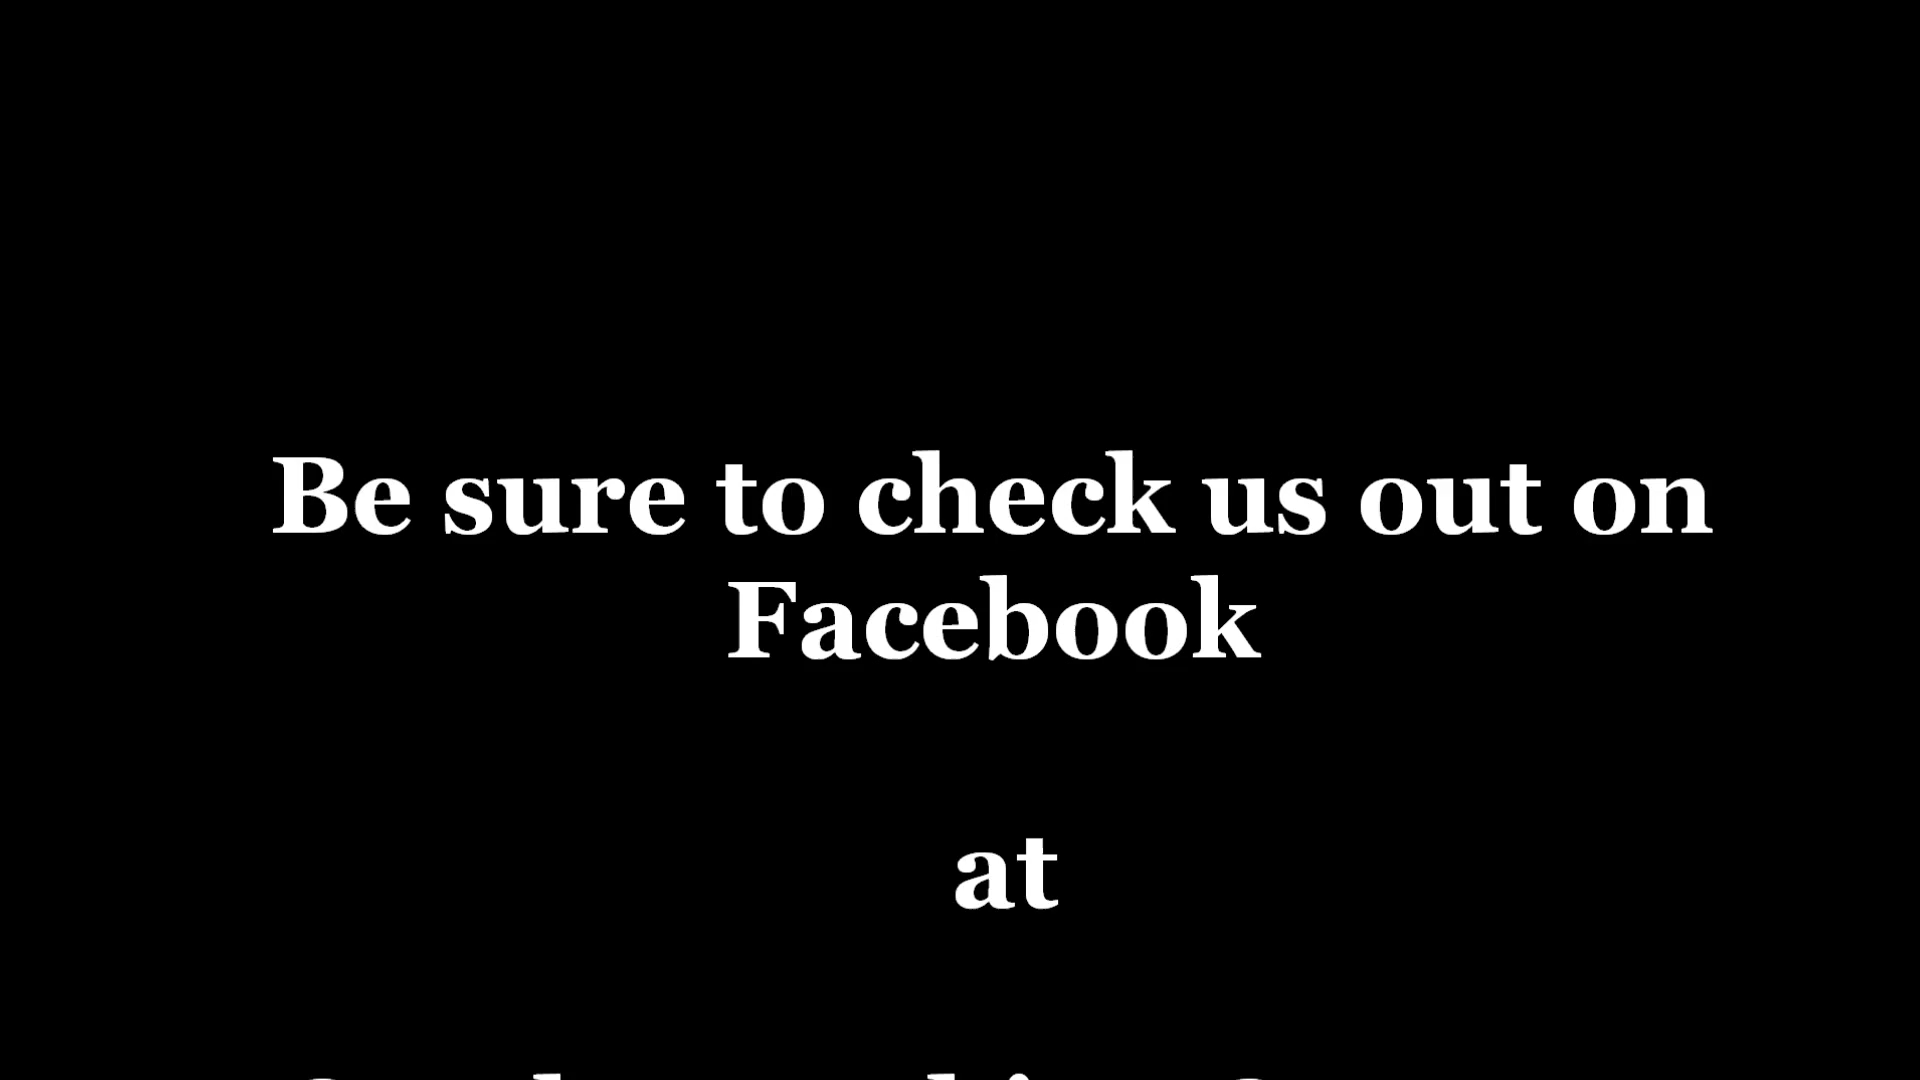 Be sure to check us out on
Facebook
at